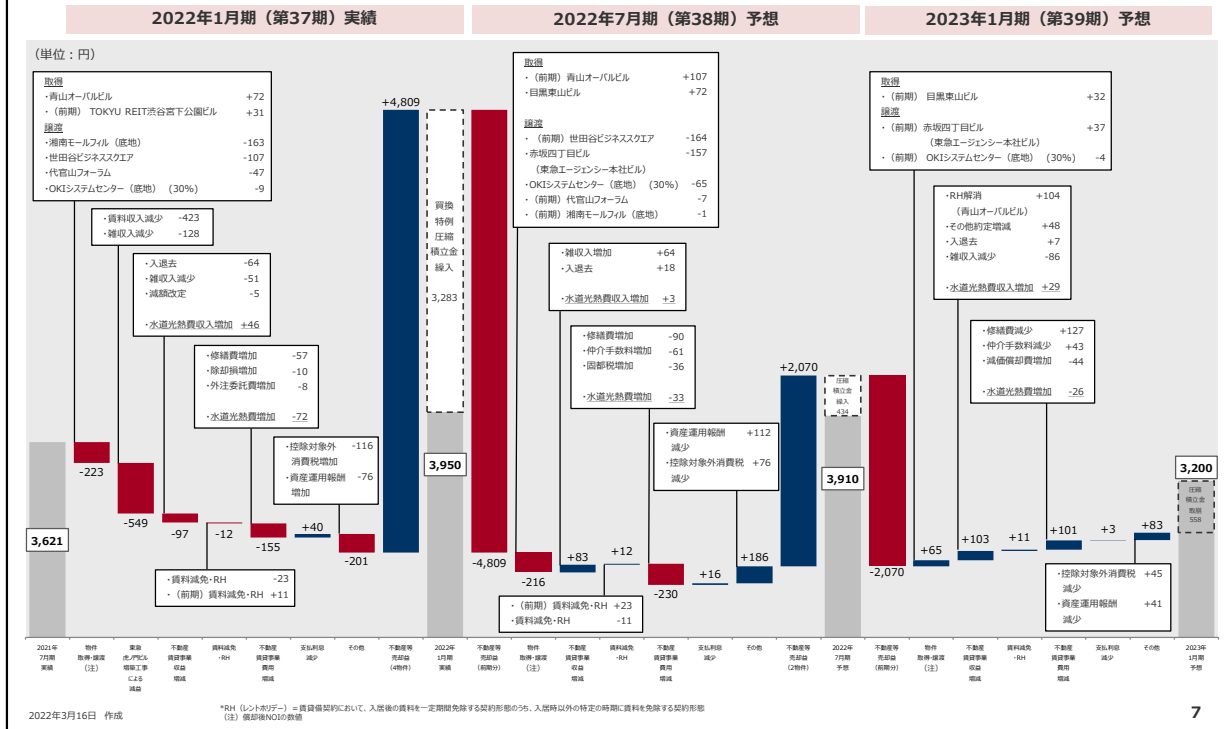 2022年1月期（第37期）実績
2022年7月期（第38期）予想
2023年1月期（第39期）予想
（単位：円）
取得
・青山オーバルビル +72
・（前期） TOKYU REIT渋谷宮下公園ビル +31
譲渡
・湘南モールフィル（底地） -163
・世田谷ビジネススクエア -107
・代官山フォーラム -47
・OKIシステムセンター（底地） (30%) -9
・賃料収入減少 -423
・雑収入減少 -128
・入退去 -64
・雑収入減少 -51
・減額改定 -5
・水道光熱費収入増加 +46
・修繕費増加 -57
・除却損増加 -10
・外注委託費増加 -8
・水道光熱費増加 -72
・控除対象外 -116
消費税増加
・資産運用報酬 -76
増加
・賃料減免・RH -23
・（前期）賃料減免・RH +11
3,621
-223
-549
-97
-12
-155
+40
-201
+4,809
買換
特例
圧縮
積立金
繰入
3,283
3,950
取得
・（前期）青山オーバルビル +107
・目黒東山ビル +72
譲渡
・（前期）世田谷ビジネススクエア -164
・赤坂四丁目ビル -157
（東急エージェンシー本社ビル）
・OKIシステムセンター（底地）(30%) -65
・（前期）代官山フォーラム -7
・（前期）湘南モールフィル（底地） -1
・雑収入増加 +64
・入退去 +18
・水道光熱費収入増加 +3
・修繕費増加 -90
・仲介手数料増加 -61
・固都税増加 -36
・水道光熱費増加 -33
・資産運用報酬 +112
減少
・控除対象外消費税 +76
減少
・（前期）賃料減免・RH +23
・賃料減免・RH -11
-4,809
-216
+83
+12
-230
+16
+186
+2,070
圧縮
積立金
繰入
434
3,910
取得
・（前期） 目黒東山ビル +32
譲渡
・（前期）赤坂四丁目ビル +37
（東急エージェンシー本社ビル）
・（前期） OKIシステムセンター（底地） (30%) -4
・RH解消 +104
（青山オーバルビル）
・その他約定増減 +48
・入退去 +7
・雑収入減少 -86
・水道光熱費収入増加 +29
・修繕費減少 +127
・仲介手数料減少 +43
・減価償却費増加 -44
・水道光熱費増加 -26
・控除対象外消費税 +45
減少
・資産運用報酬 +41
減少
-2,070
+65
+103
+11
+101
+3
+83
3,200
圧縮
積立金
取崩
558
2021年
7月期
実績
物件
取得・譲渡
（注）
東急
虎ノ門ビル
増築工事
による
減益
不動産
賃貸事業
収益
増減
賃料減免
・RH
不動産
賃貸事業
費用
増減
支払利息
減少
その他
不動産等
売却益
(4物件)
2022年
1月期
実績
不動産等
売却益
(前期分)
物件
取得・譲渡
（注）
不動産
賃貸事業
収益
増減
賃料減免
・RH
不動産
賃貸事業
費用
増減
支払利息
減少
その他
不動産等
売却益
(2物件)
2022年
7月期
予想
不動産等
売却益
(前期分)
物件
取得・譲渡
（注）
不動産
賃貸事業
収益
増減
賃料減免
・RH
不動産
賃貸事業
費用
増減
支払利息
減少
その他
2023年
1月期
予想
2022年3月16日 作成
*RH（レントホリデー）＝賃貸借契約において、入居後の賃料を一定期間免除する契約形態のうち、入居時以外の特定の時期に賃料を免除する契約形態
（注）償却後NOIの数値
7